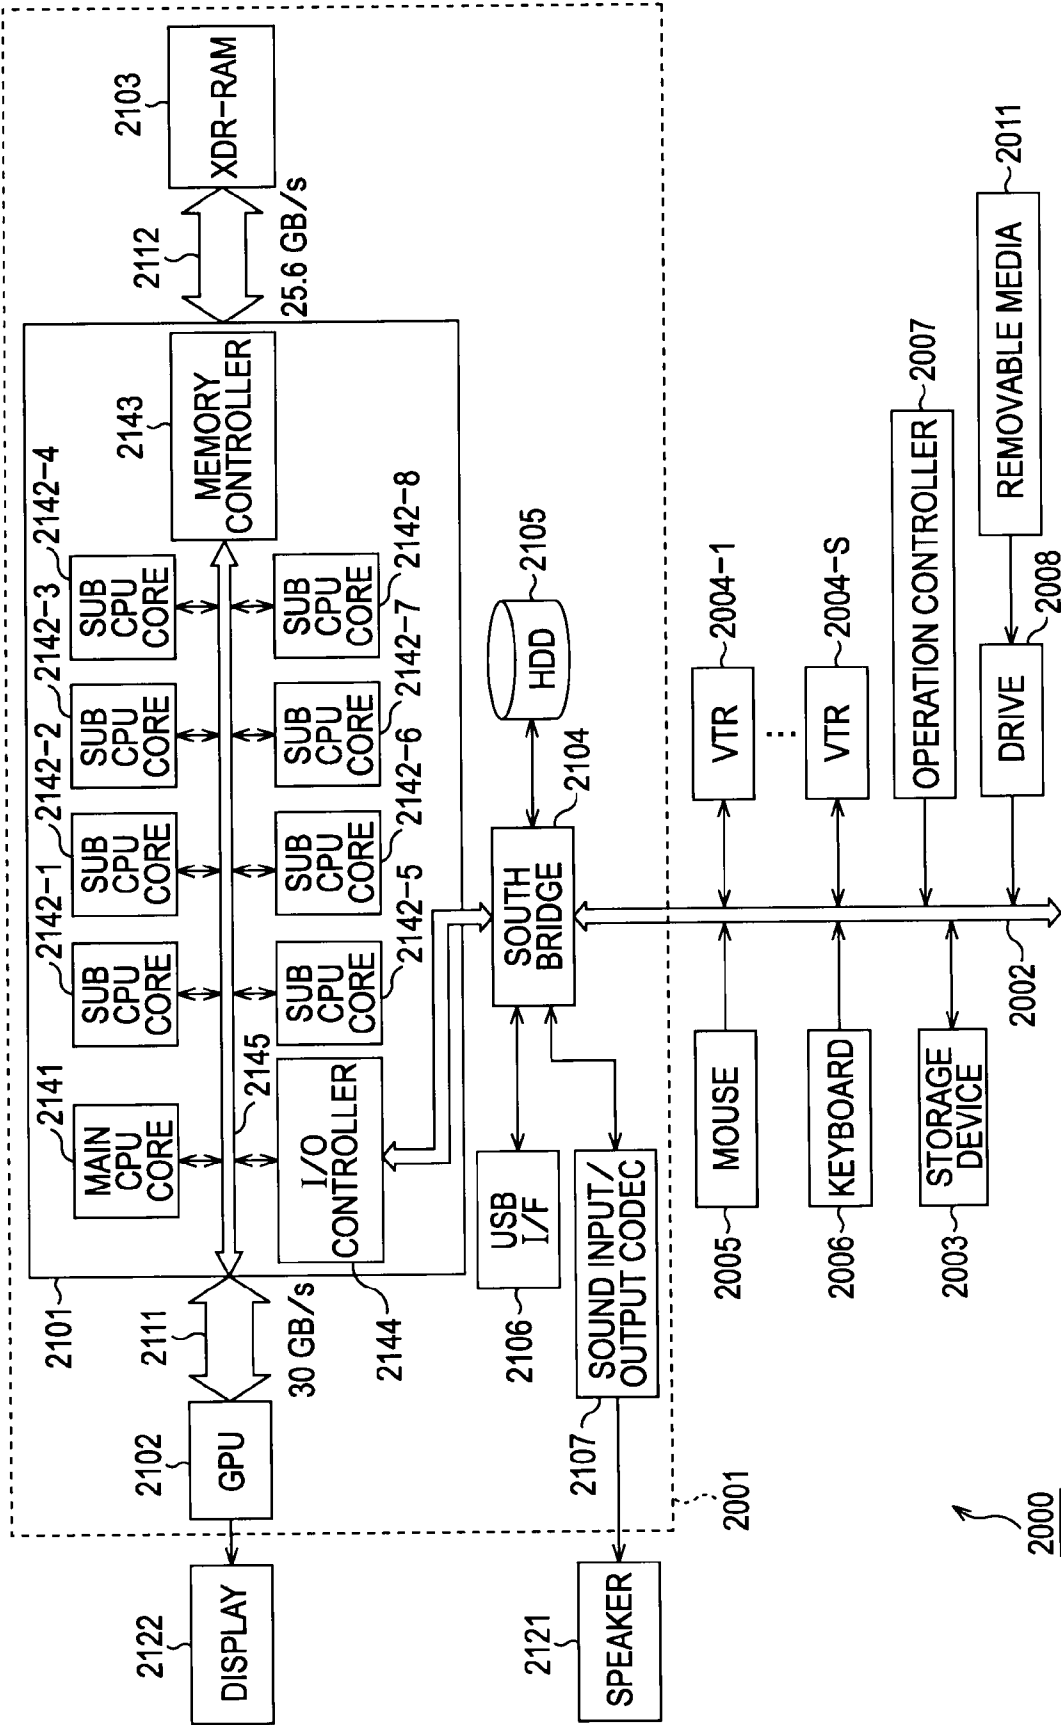 2122
DISPLAY
2102
GPU
2111
30 GB/s
2101
2141
MAIN
CPU
CORE
2142-1
SUB
CPU
CORE
2142-2
SUB
CPU
CORE
2142-3
SUB
CPU
CORE
2142-4
SUB
CPU
CORE
2143
MEMORY
CONTROLLER
2112
25.6 GB/s
2103
XDR-RAM
2145
2144
I/O
CONTROLLER
SUB
CPU
CORE
2142-5
SUB
CPU
CORE
2142-6
SUB
CPU
CORE
2142-7
SUB
CPU
CORE
2142-8
2106
USB
I/F
SOUTH
BRIDGE
2104
HDD
2105
2121
SPEAKER
2107
SOUND INPUT/
OUTPUT CODEC
2001
2005
MOUSE
VTR
2004-1
...
2006
KEYBOARD
VTR
2004-S
2003
STORAGE
DEVICE
OPERATION CONTROLLER
2007
2002
DRIVE
2008
REMOVABLE MEDIA
2011
2000